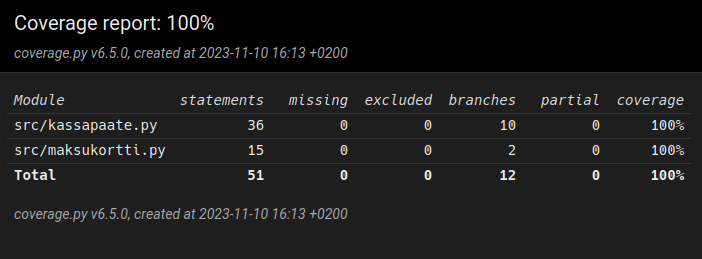 Coverage report: 100%
coverage.py v6.5.0, created at 2023-11-10 16:13 +0200
Module statements missing excluded branches partial coverage
src/kassapaate.py 36 0 0 10 0 100%
src/maksukortti.py 15 0 0 2 0 100%
Total 51 0 0 12 0 100%
coverage.py v6.5.0, created at 2023-11-10 16:13 +0200